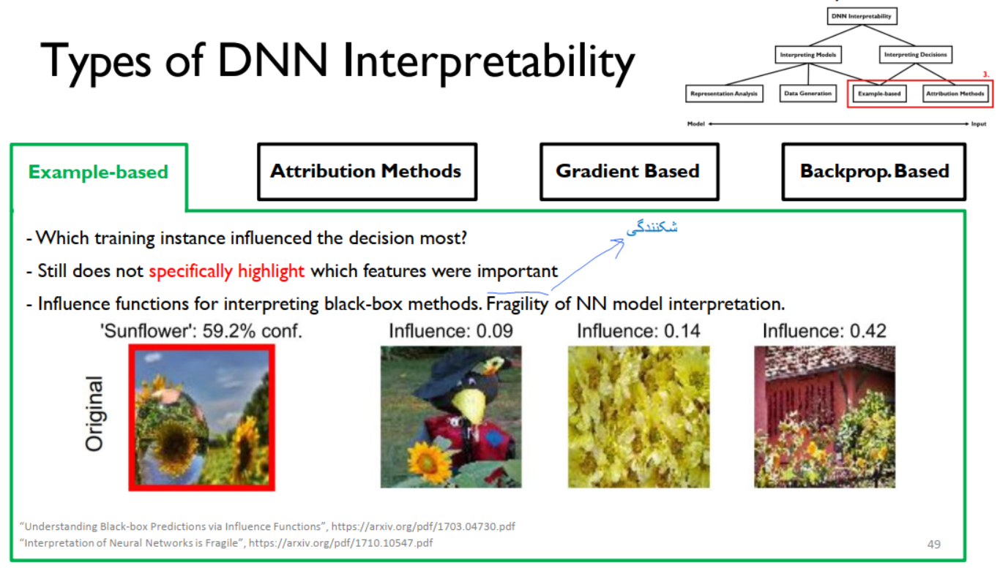 DNN Interpretability
Types of DNN Interpretability
Interpreting Models
Interpreting Decisions
3.
Representation Analysis
Data Generation
Example-based
Attribution Methods
Model
Input
Example-based
Attribution Methods
Gradient Based
Backprop. Based
شکنندگی
- Which training instance influenced the decision most?
- Still does not specifically highlight which features were important
- Influence functions for interpreting black-box methods. Fragility of NN model interpretation.
'Sunflower': 59.2% conf.
Influence: 0.09
Influence: 0.14
Influence: 0.42
Original
"Understanding Black-box Predictions via Influence Functions", https://arxiv.org/pdf/1703.04730.pdf
"Interpretation of Neural Networks is Fragile", https://arxiv.org/pdf/1710.10547.pdf
49